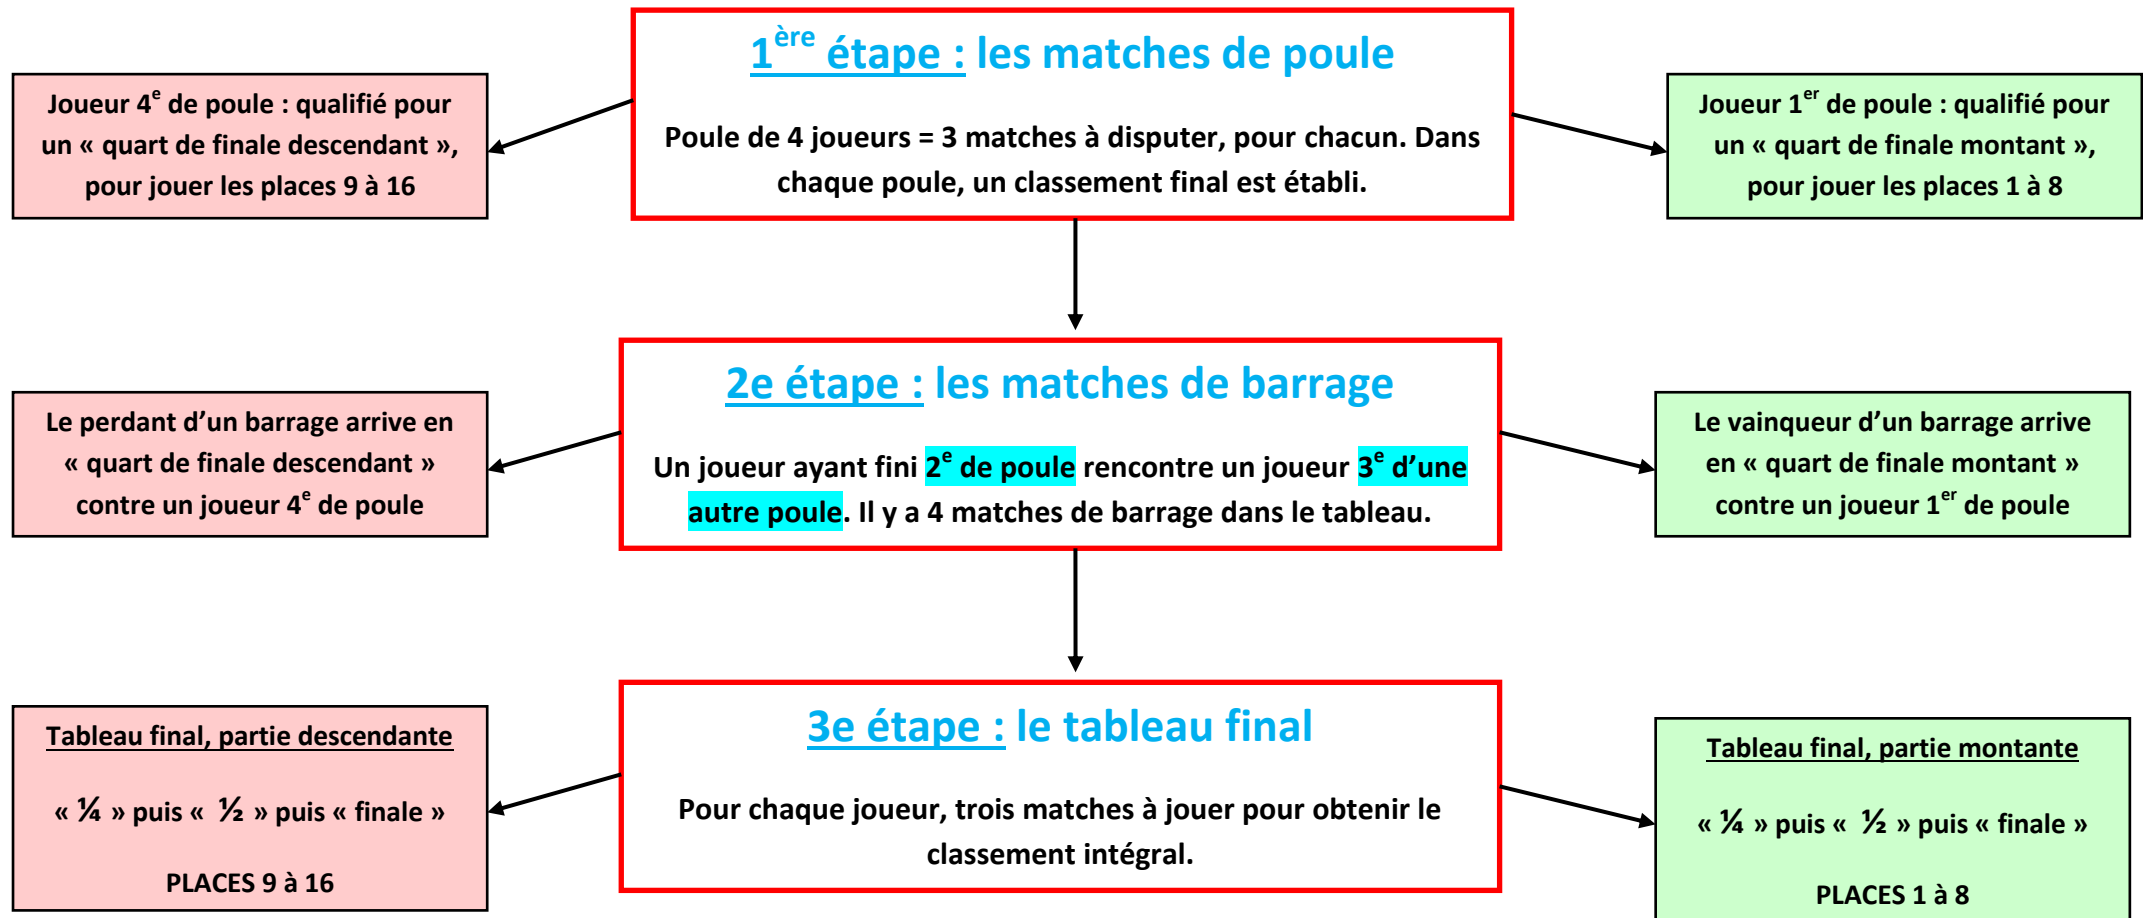 1ère étape : les matches de poule
Poule de 4 joueurs = 3 matches à disputer, pour chacun. Dans
chaque poule, un classement final est établi.
Joueur 4e de poule : qualifié pour
un « quart de finale descendant »,
pour jouer les places 9 à 16
Joueur 1er de poule : qualifié pour
un « quart de finale montant »,
pour jouer les places 1 à 8
2e étape : les matches de barrage
Un joueur ayant fini 2e de poule rencontre un joueur 3e d’une
autre poule. Il y a 4 matches de barrage dans le tableau.
Le perdant d’un barrage arrive en
« quart de finale descendant »
contre un joueur 4e de poule
Le vainqueur d’un barrage arrive
en « quart de finale montant »
contre un joueur 1er de poule
3e étape : le tableau final
Pour chaque joueur, trois matches à jouer pour obtenir le
classement intégral.
Tableau final, partie descendante
« ¼ » puis « ½ » puis « finale »
PLACES 9 à 16
Tableau final, partie montante
« ¼ » puis « ½ » puis « finale »
PLACES 1 à 8